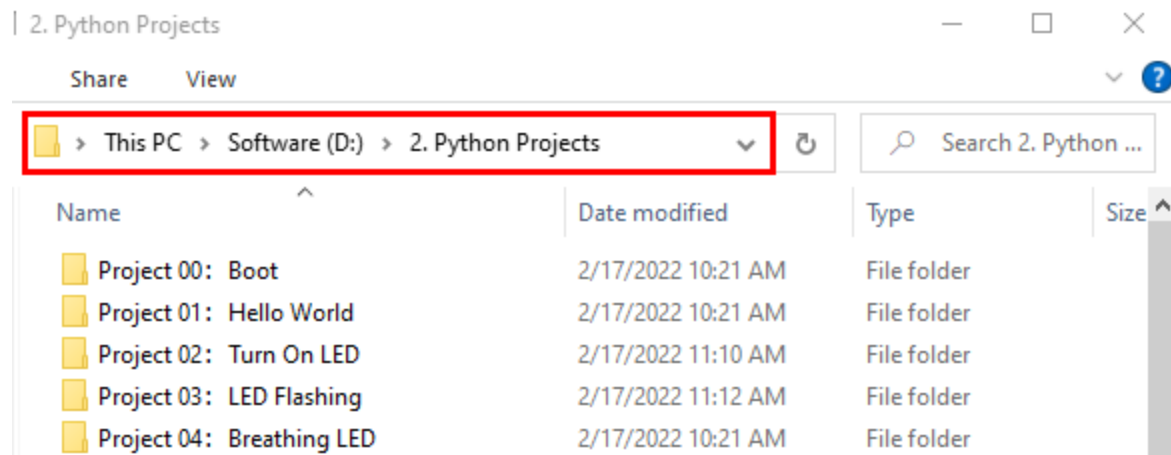 2. Python Projects
Share View
This PC > Software (D:) > 2. Python Projects
Search 2. Python ...
Name Date modified Type Size
Project 00：Boot 2/17/2022 10:21 AM File folder
Project 01：Hello World 2/17/2022 10:21 AM File folder
Project 02：Turn On LED 2/17/2022 11:10 AM File folder
Project 03：LED Flashing 2/17/2022 11:12 AM File folder
Project 04：Breathing LED 2/17/2022 10:21 AM File folder